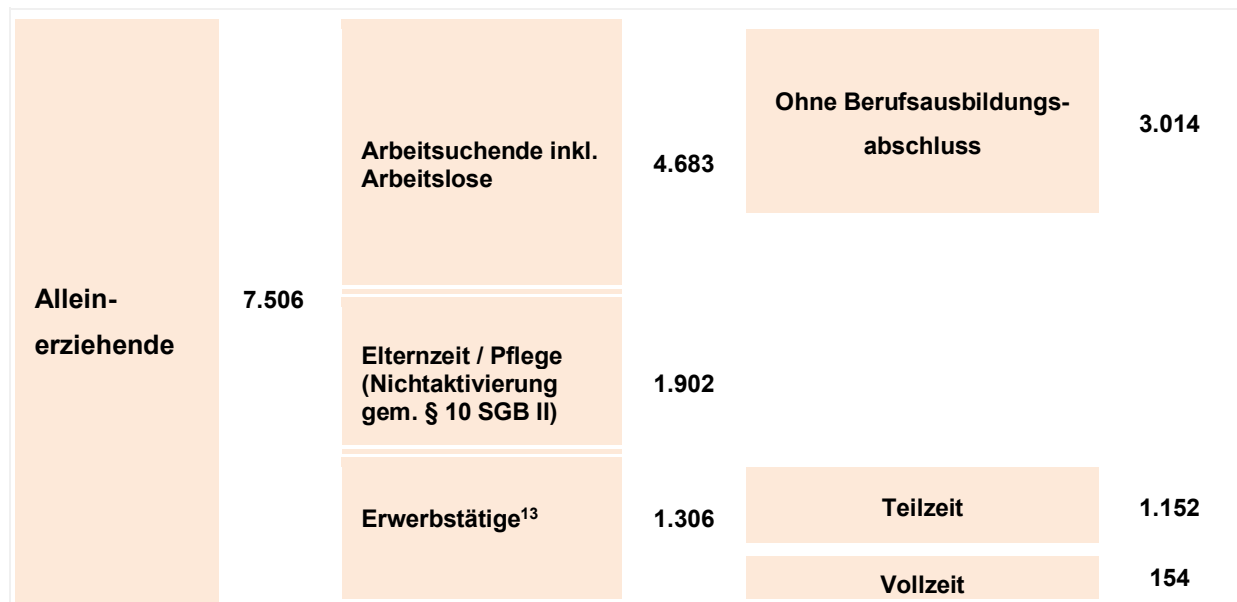 Allein-
erziehende
7.506
Arbeitsuchende inkl.
Arbeitslose
4.683
Ohne Berufsausbildungs-
abschluss
3.014
Elternzeit / Pflege
(Nichtaktivierung
gem. § 10 SGB II)
1.902
Erwerbstätige¹³
1.306
Teilzeit
1.152
Vollzeit
154